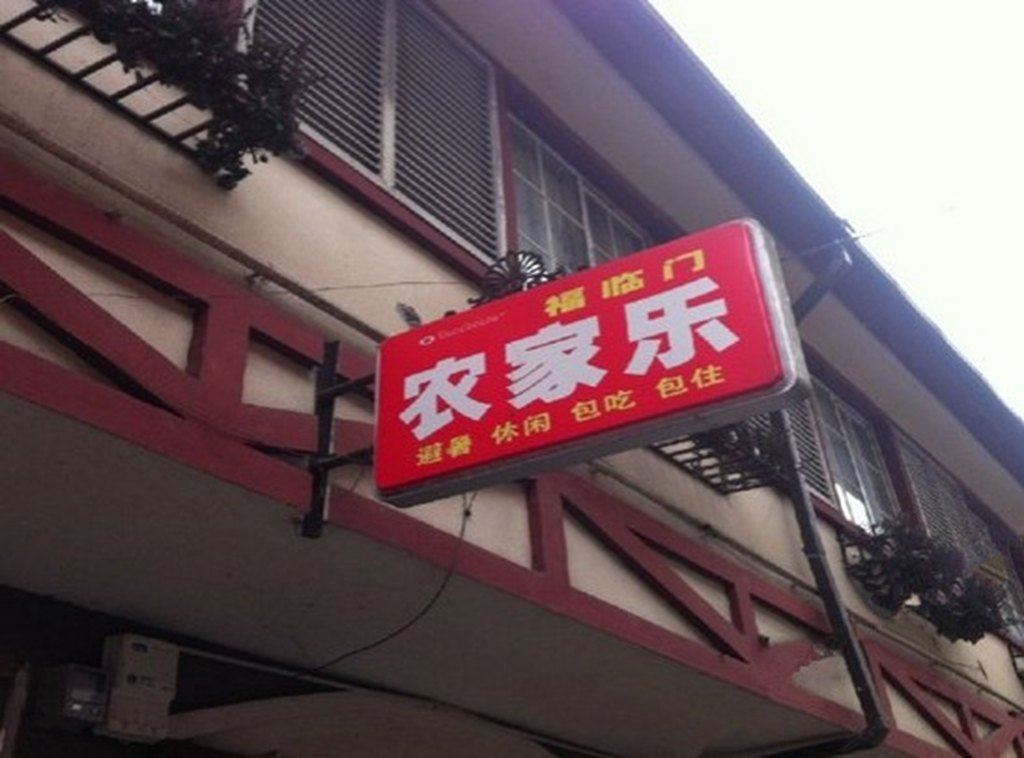 福临门
农家乐
避暑 休闲 包吃 包住